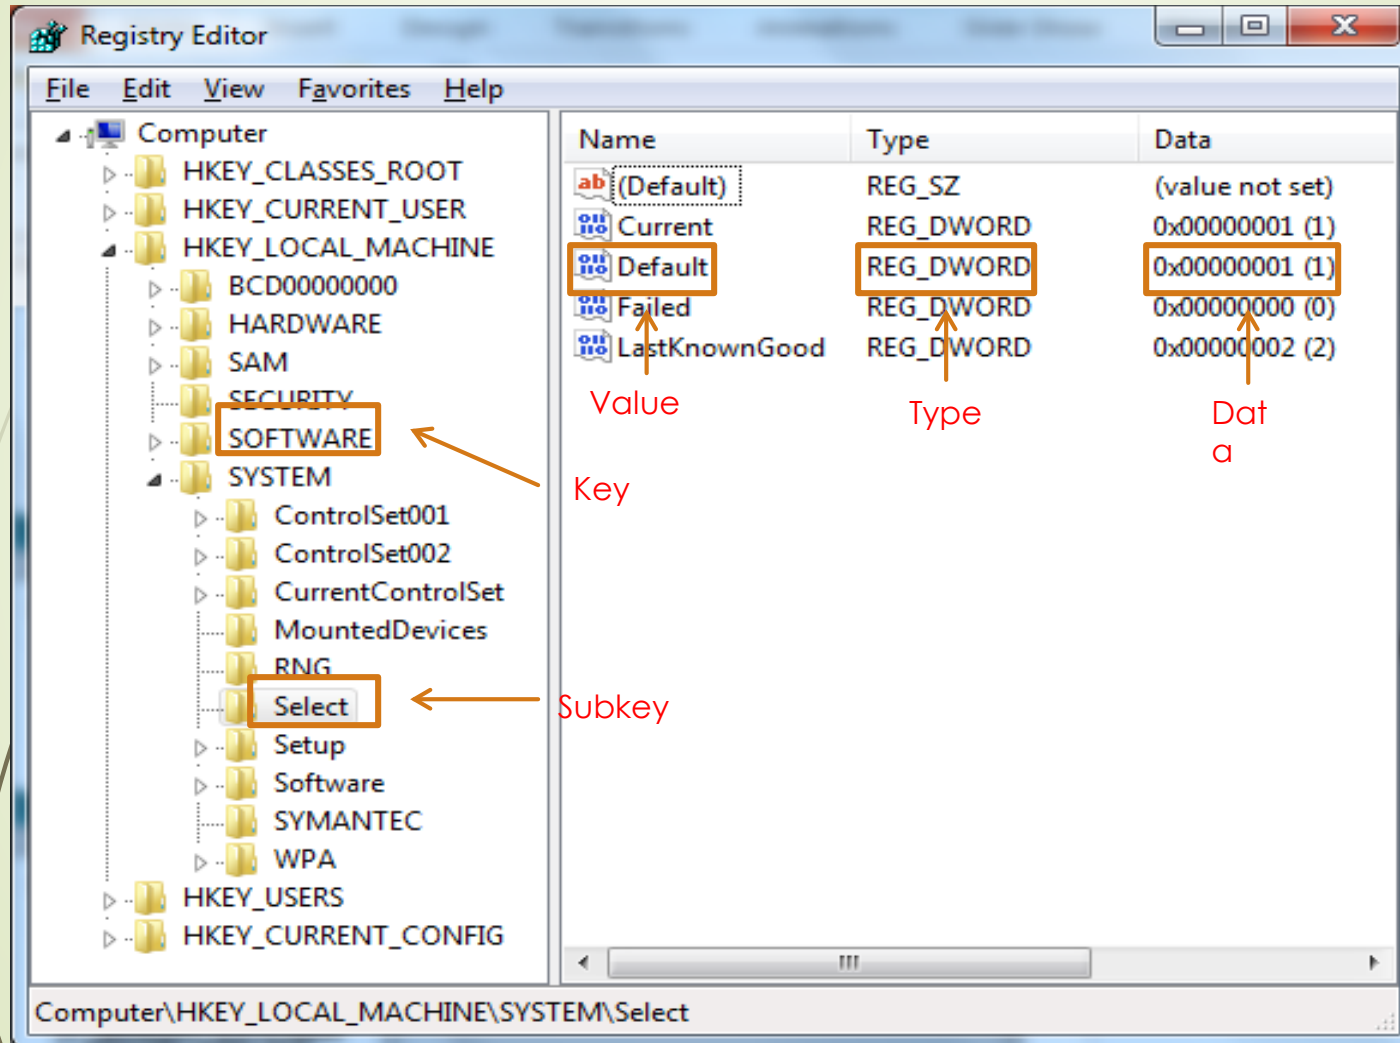 Registry Editor
File Edit View Favorites Help
Computer
HKEY_CLASSES_ROOT
HKEY_CURRENT_USER
HKEY_LOCAL_MACHINE
BCD00000000
HARDWARE
SAM
SECURITY
SOFTWARE
SYSTEM
ControlSet001
ControlSet002
CurrentControlSet
MountedDevices
RNG
Select
Setup
Software
SYMANTEC
WPA
HKEY_USERS
HKEY_CURRENT_CONFIG
Name Type Data
(Default) REG_SZ (value not set)
Current REG_DWORD 0x00000001 (1)
Default REG_DWORD 0x00000001 (1)
Failed REG_DWORD 0x00000000 (0)
LastKnownGood REG_DWORD 0x00000002 (2)
Value Type Dat
a
Key
Subkey
Computer\HKEY_LOCAL_MACHINE\SYSTEM\Select